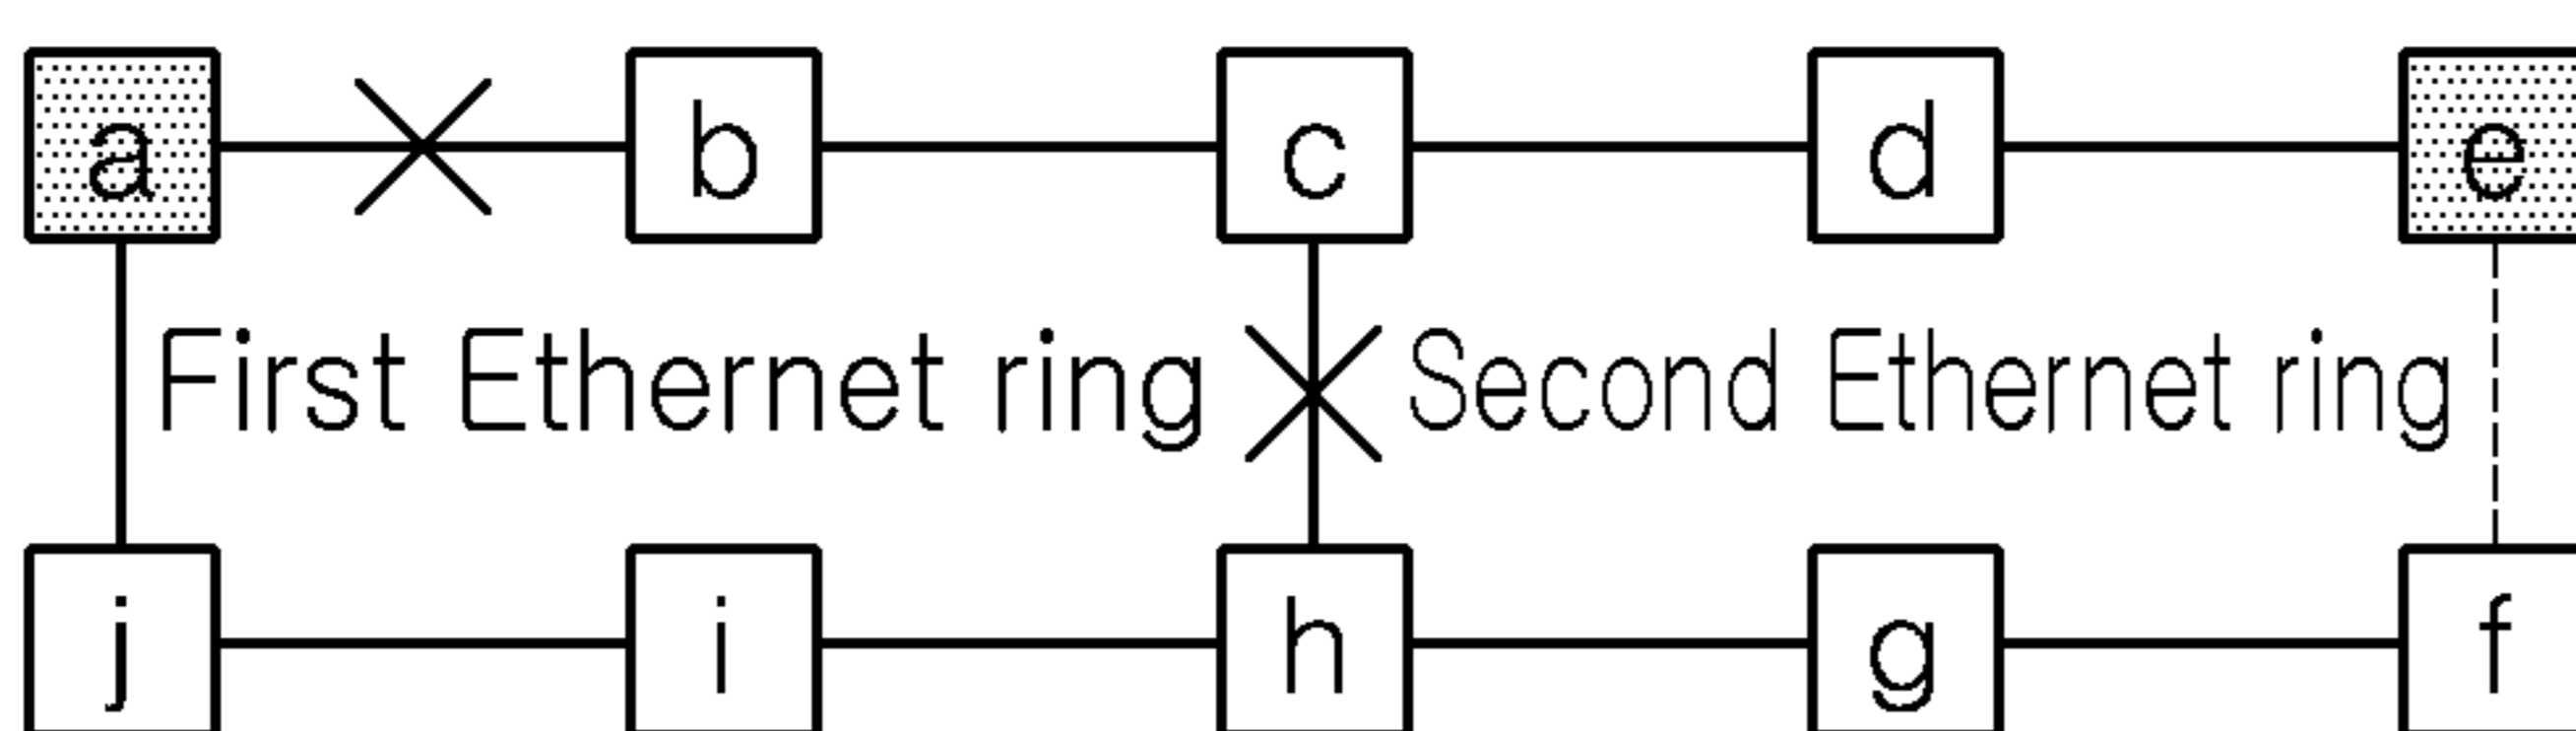 a b c d e
First Ethernet ring Second Ethernet ring
j i h g f